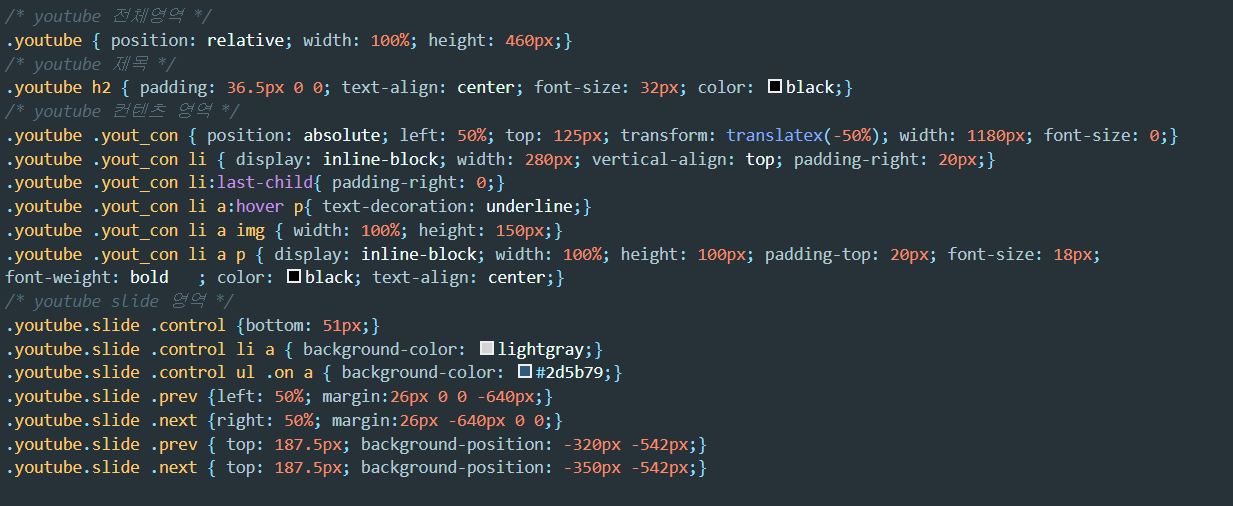 /* youtube 전체영역 */
.youtube { position: relative; width: 100%; height: 460px;}
/* youtube 제목 */
.youtube h2 { padding: 36.5px 0 0; text-align: center; font-size: 32px; color: black;}
/* youtube 컨텐츠 영역 */
.youtube .yout_con { position: absolute; left: 50%; top: 125px; transform: translatex(-50%); width: 1180px; font-size: 0;}
.youtube .yout_con li { display: inline-block; width: 280px; vertical-align: top; padding-right: 20px;}
.youtube .yout_con li:last-child{ padding-right: 0;}
.youtube .yout_con li a:hover p{ text-decoration: underline;}
.youtube .yout_con li a img { width: 100%; height: 150px;}
.youtube .yout_con li a p { display: inline-block; width: 100%; height: 100px; padding-top: 20px; font-size: 18px;
font-weight: bold   ; color: black; text-align: center;}
/* youtube slide 영역 */
.youtube.slide .control {bottom: 51px;}
.youtube.slide .control li a { background-color: lightgray;}
.youtube.slide .control ul .on a { background-color: #2d5b79;}
.youtube.slide .prev {left: 50%; margin:26px 0 0 -640px;}
.youtube.slide .next {right: 50%; margin:26px -640px 0 0;}
.youtube.slide .prev { top: 187.5px; background-position: -320px -542px;}
.youtube.slide .next { top: 187.5px; background-position: -350px -542px;}